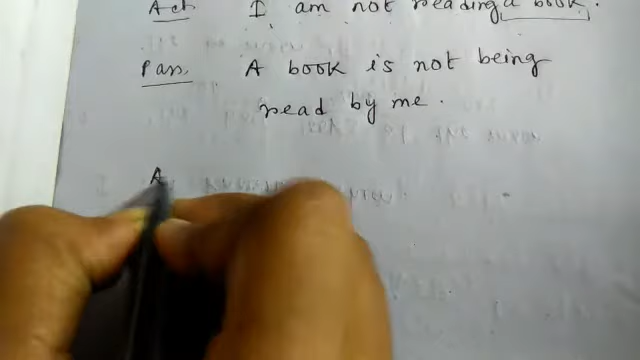 Act. I am not reading a book.
Pass. A book is not being
read by me.
A